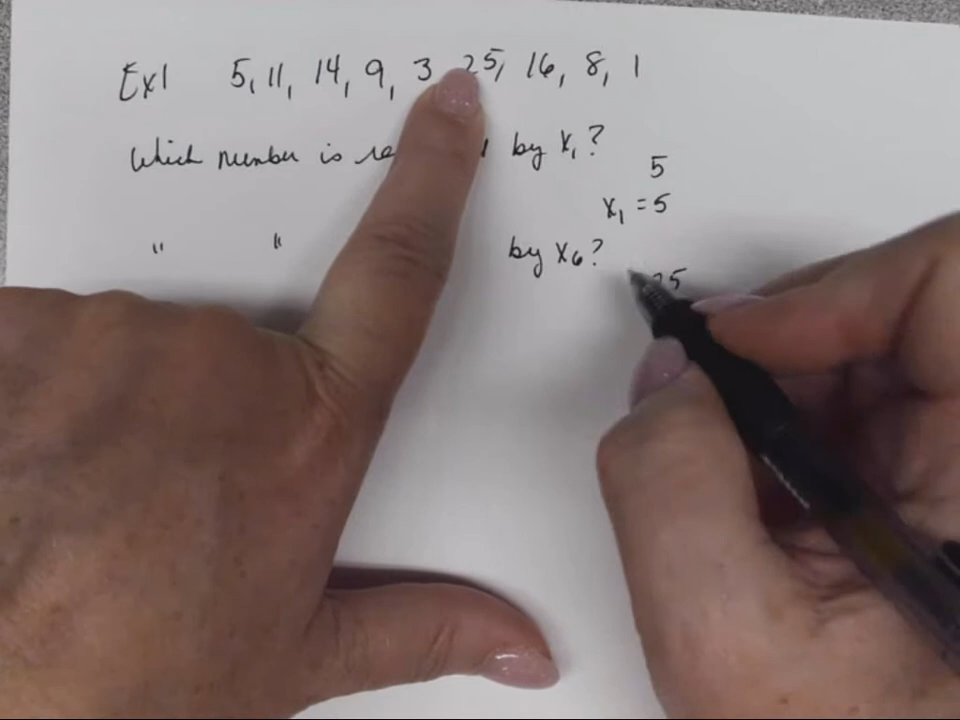 Ex1 5, 11, 14, 9, 3 25, 16, 8, 1
Which number is by x₁?
5
x₁ = 5
" " by x₆?
25